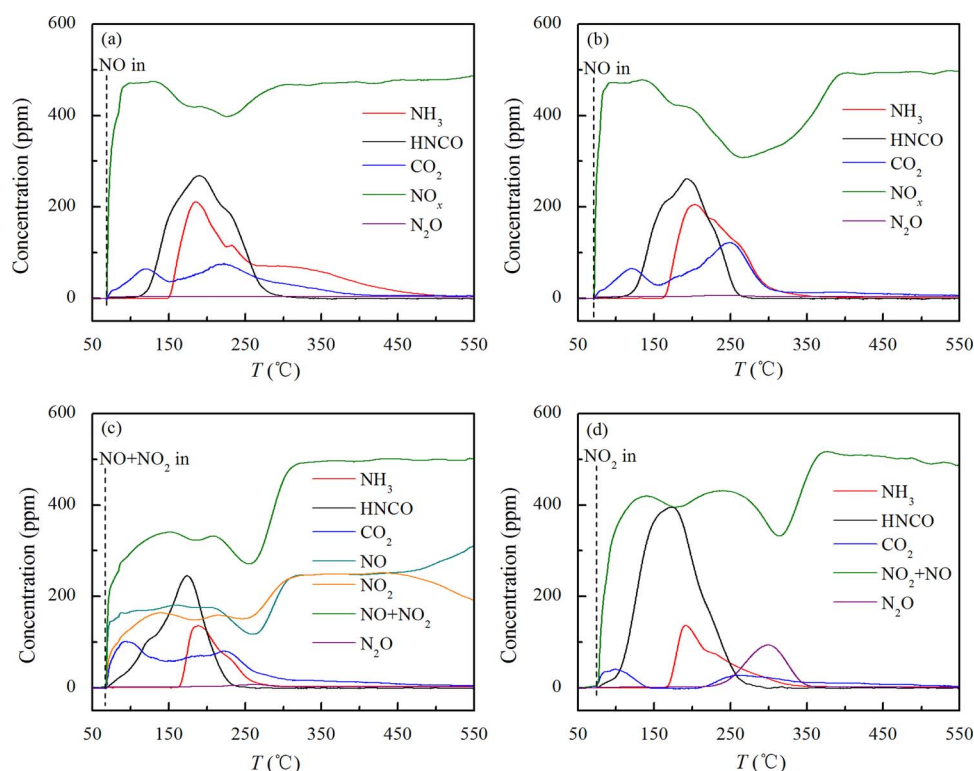 (a)
NO in
600
400
200
0
Concentration (ppm)
NH₃
HNCO
CO₂
NOₓ
N₂O
50 150 250 350 450 550
T (℃)
(b)
NO in
600
400
200
0
Concentration (ppm)
NH₃
HNCO
CO₂
NOₓ
N₂O
50 150 250 350 450 550
T (℃)
(c)
NO+NO₂ in
600
400
200
0
Concentration (ppm)
NH₃
HNCO
CO₂
NO
NO₂
NO+NO₂
N₂O
50 150 250 350 450 550
T (℃)
(d)
NO₂ in
600
400
200
0
Concentration (ppm)
NH₃
HNCO
CO₂
NO₂+NO
N₂O
50 150 250 350 450 550
T (℃)